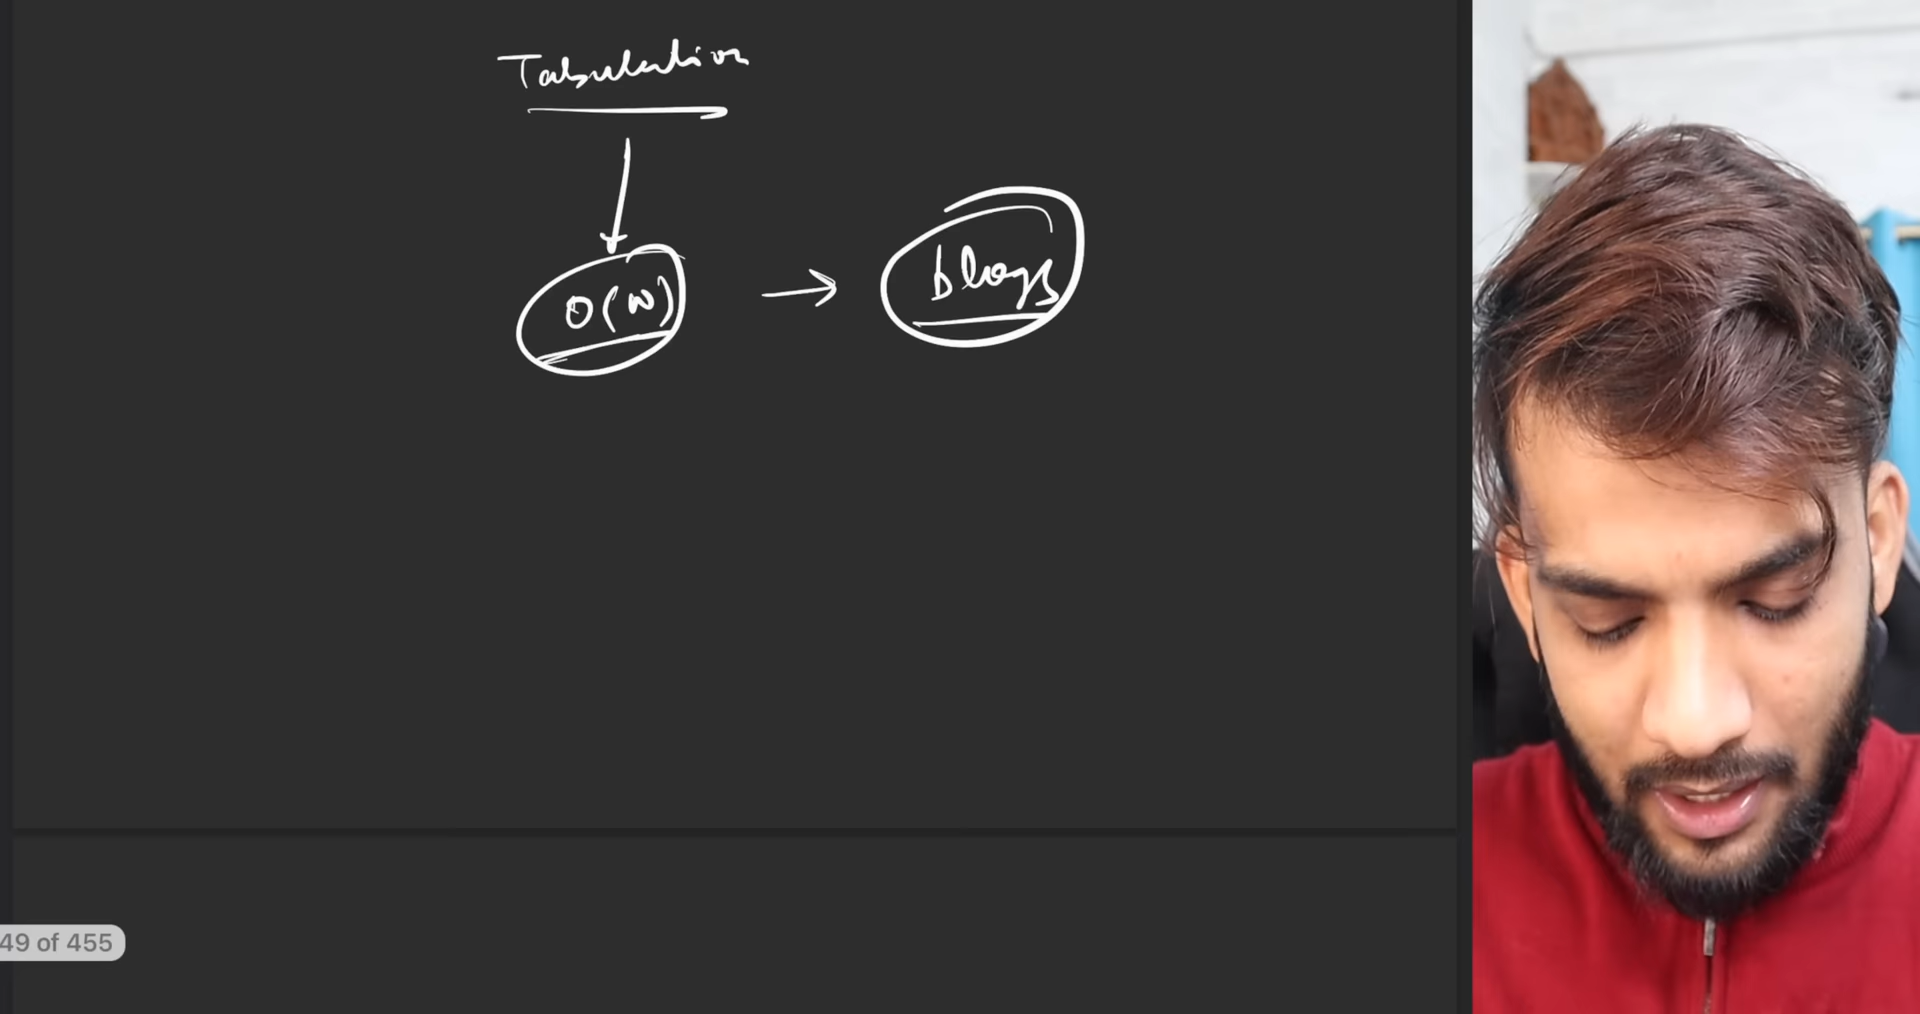 Tabulation
O(N) → blogs
49 of 455